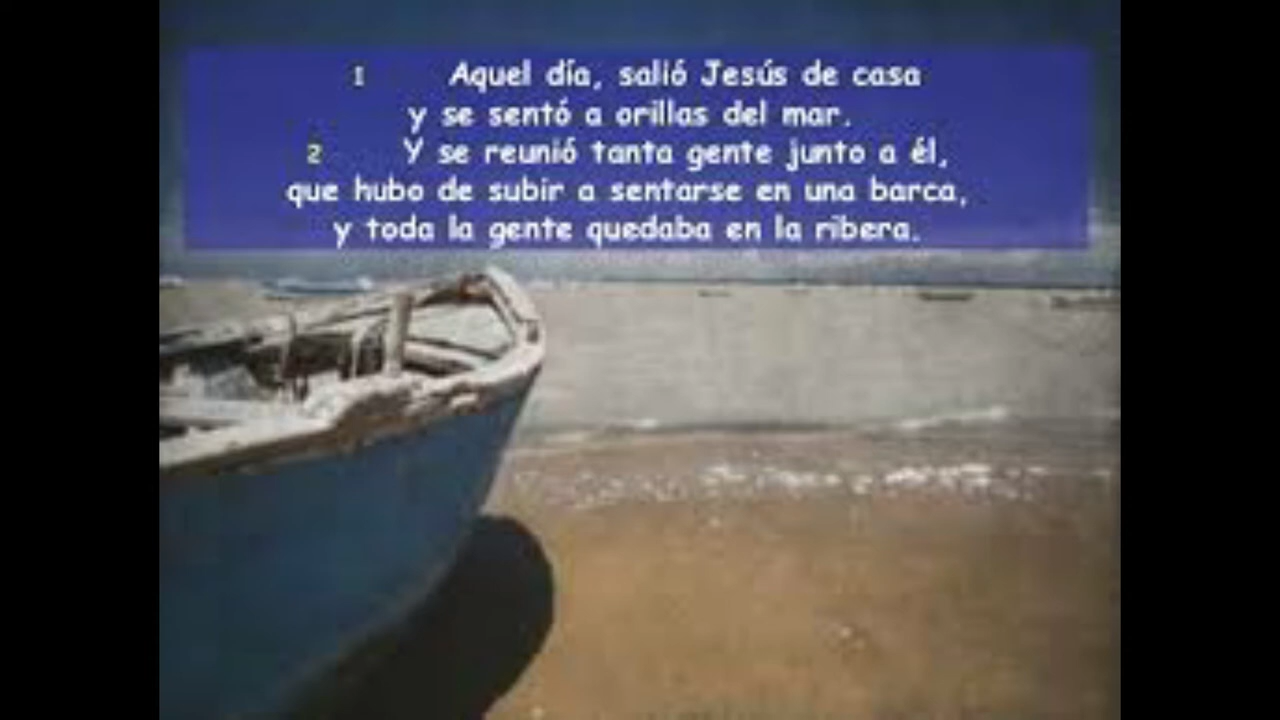 1 Aquel día, salió Jesús de casa
y se sentó a orillas del mar.
2 Y se reunió tanta gente junto a él,
que hubo de subir a sentarse en una barca,
y toda la gente quedaba en la ribera.